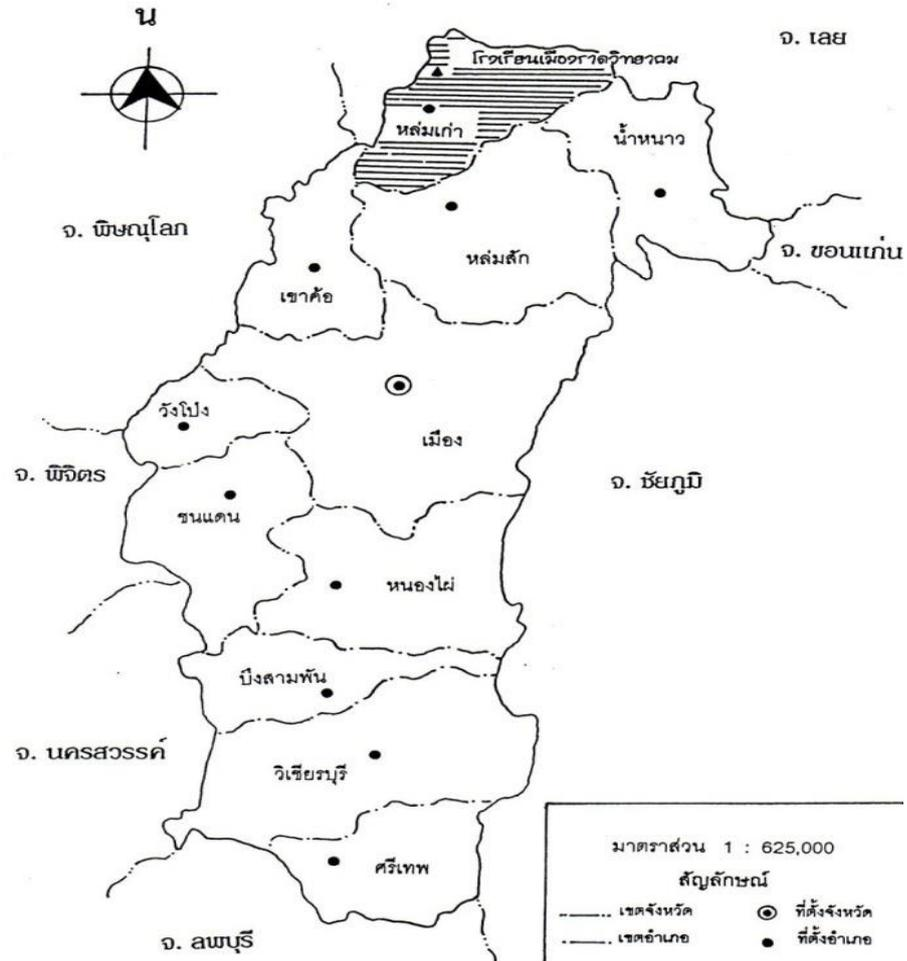 น
จ. เลย
โรงเรียนเมืองราดวิทยาคม
หล่มเก่า
น้ำหนาว
จ. พิษณุโลก
จ. ขอนแก่น
หล่มสัก
เขาค้อ
วังโป่ง
เมือง
จ. พิจิตร
จ. ชัยภูมิ
ชนแดน
หนองไผ่
บึงสามพัน
จ. นครสวรรค์
วิเชียรบุรี
ศรีเทพ
จ. ลพบุรี
มาตราส่วน 1 : 625,000
สัญลักษณ์
เขตจังหวัด ที่ตั้งจังหวัด
เขตอำเภอ ที่ตั้งอำเภอ